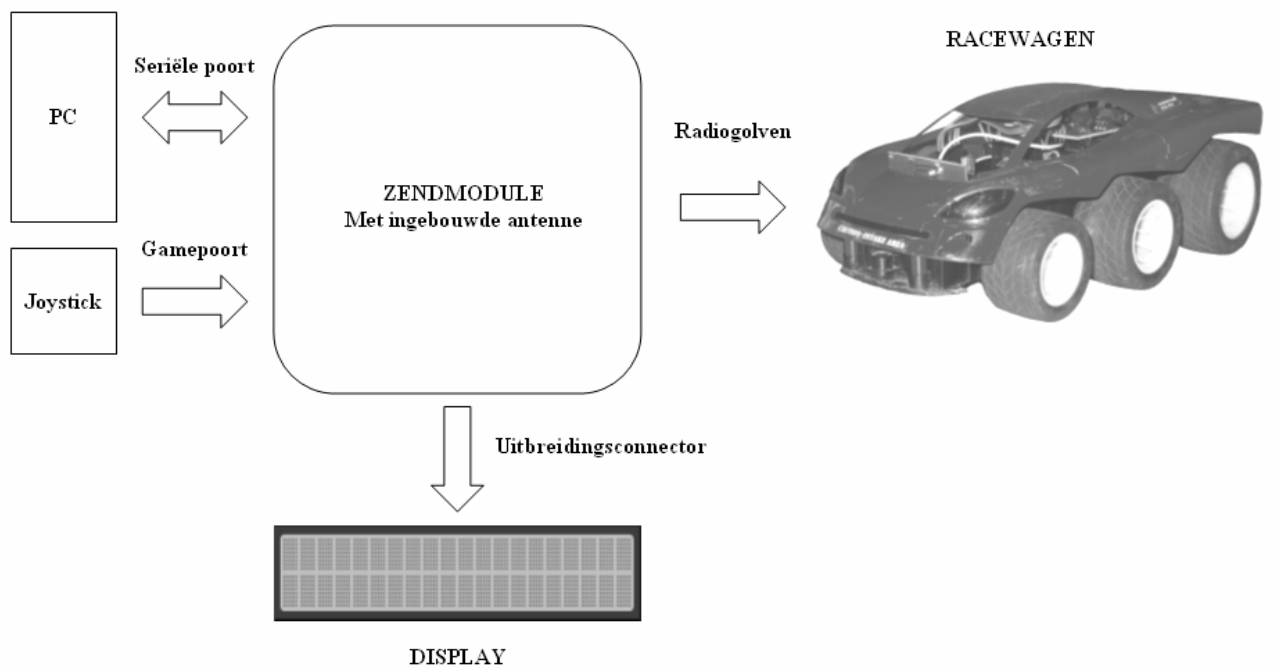 RACEWAGEN
Seriële poort
PC
Radiogolven
ZENDMODULE
Met ingebouwde antenne
Gamepoort
Joystick
Uitbreidingsconnector
DISPLAY